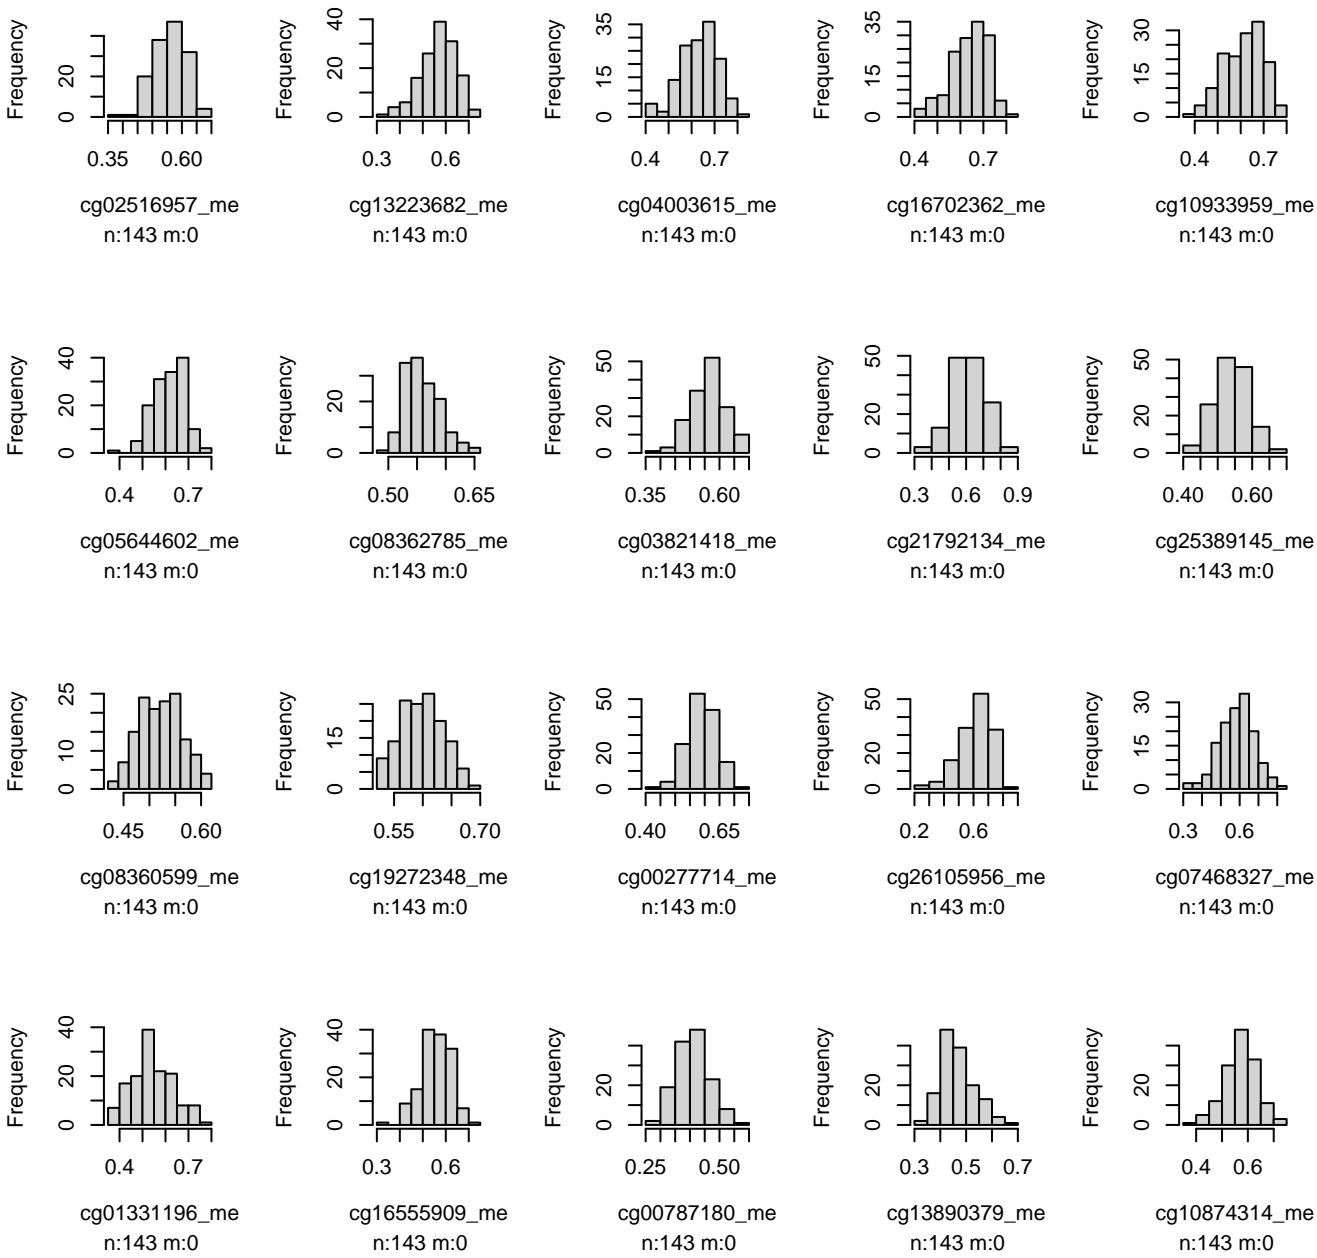 Frequency
0 20
0.35 0.60
cg02516957_me
n:143 m:0
Frequency
0 20 40
0.3 0.6
cg13223682_me
n:143 m:0
Frequency
0 15 35
0.4 0.7
cg04003615_me
n:143 m:0
Frequency
0 15 35
0.4 0.7
cg16702362_me
n:143 m:0
Frequency
0 15 30
0.4 0.7
cg10933959_me
n:143 m:0
Frequency
0 20 40
0.4 0.7
cg05644602_me
n:143 m:0
Frequency
0 20
0.50 0.65
cg08362785_me
n:143 m:0
Frequency
0 20 50
0.35 0.60
cg03821418_me
n:143 m:0
Frequency
0 20 50
0.3 0.6 0.9
cg21792134_me
n:143 m:0
Frequency
0 20 50
0.40 0.60
cg25389145_me
n:143 m:0
Frequency
0 10 25
0.45 0.60
cg08360599_me
n:143 m:0
Frequency
0 15
0.55 0.70
cg19272348_me
n:143 m:0
Frequency
0 20 50
0.40 0.65
cg00277714_me
n:143 m:0
Frequency
0 20 50
0.2 0.6
cg26105956_me
n:143 m:0
Frequency
0 15 30
0.3 0.6
cg07468327_me
n:143 m:0
Frequency
0 20 40
0.4 0.7
cg01331196_me
n:143 m:0
Frequency
0 20 40
0.3 0.6
cg16555909_me
n:143 m:0
Frequency
0 20
0.25 0.50
cg00787180_me
n:143 m:0
Frequency
0 20
0.3 0.5 0.7
cg13890379_me
n:143 m:0
Frequency
0 20
0.4 0.6
cg10874314_me
n:143 m:0